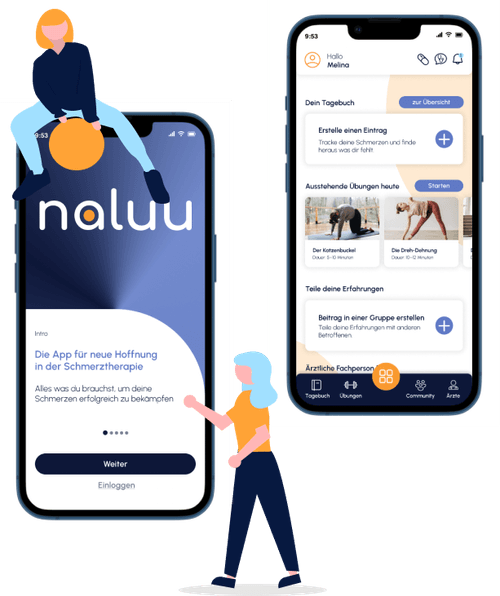 9:53
naluu
Intro
Die App für neue Hoffnung
in der Schmerztherapie
Alles was du brauchst, um deine
Schmerzen erfolgreich zu bekämpfen
Weiter
Einloggen
9:53
Hallo
Melina
Dein Tagebuch
zur Übersicht
Erstelle einen Eintrag
Tracke deine Schmerzen und finde
heraus was dir fehlt.
Ausstehende Übungen heute
Starten
Der Katzenbuckel
Dauer: 5-10 Minuten
Die Dreh-Dehnung
Dauer: 10-12 Minuten
Teile deine Erfahrungen
Beitrag in einer Gruppe erstellen
Teile deine Erfahrungen mit anderen
Betroffenen.
Ärztliche Fachperson
Tagebuch
Übungen
Community
Ärzte